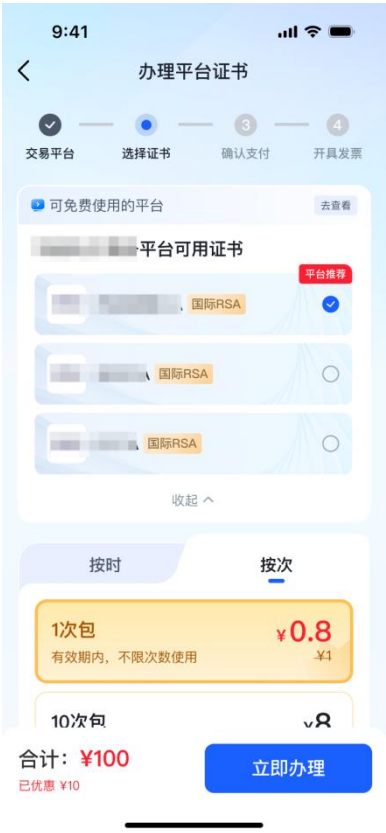 9:41
办理平台证书
3
4
交易平台
选择证书
确认支付
开具发票
可免费使用的平台
去查看
平台可用证书
平台推荐
国际RSA
国际RSA
国际RSA
收起
按时
按次
1次包
¥0.8
有效期内，不限次数使用
¥1
10次包
¥8
合计：¥100
已优惠 ¥10
立即办理